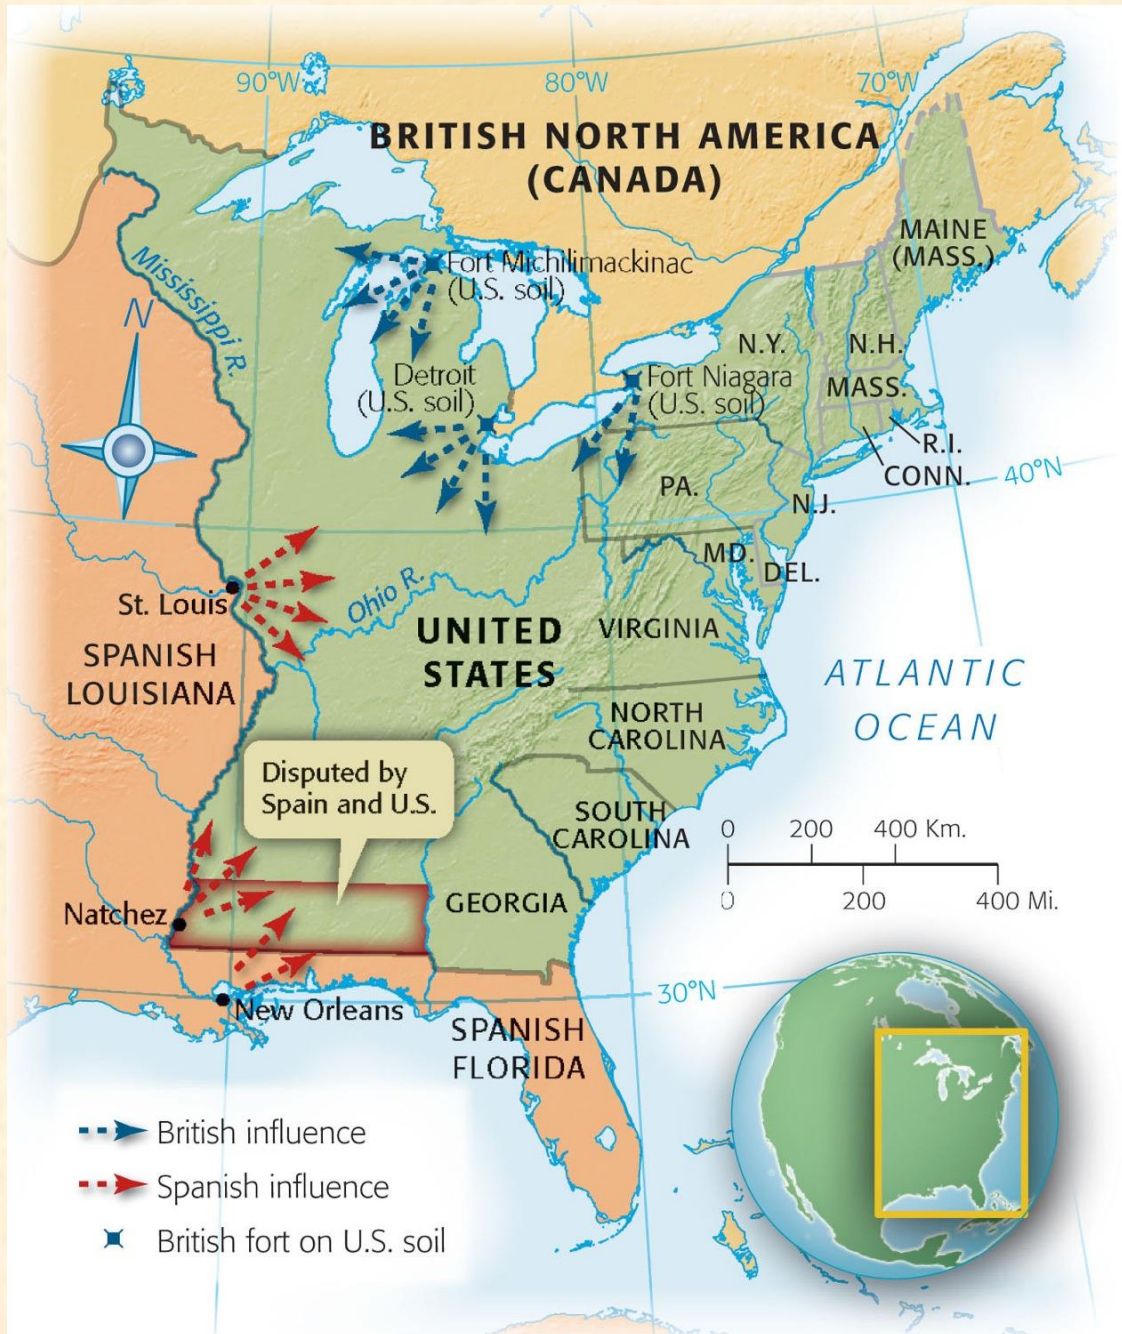 90°W
80°W
70°W
BRITISH NORTH AMERICA
(CANADA)
MAINE
(MASS.)
Mississippi R.
Fort Michilimackinac
(U.S. soil)
N
N.Y.
N.H.
Detroit
(U.S. soil)
Fort Niagara
(U.S. soil)
MASS.
R.I.
CONN.
40°N
PA.
N.J.
MD.
DEL.
St. Louis
Ohio R.
UNITED
STATES
VIRGINIA
SPANISH
LOUISIANA
ATLANTIC
OCEAN
NORTH
CAROLINA
Disputed by
Spain and U.S.
SOUTH
CAROLINA
0 200 400 Km.
0 200 400 Mi.
Natchez
GEORGIA
30°N
New Orleans
SPANISH
FLORIDA
British influence
Spanish influence
British fort on U.S. soil